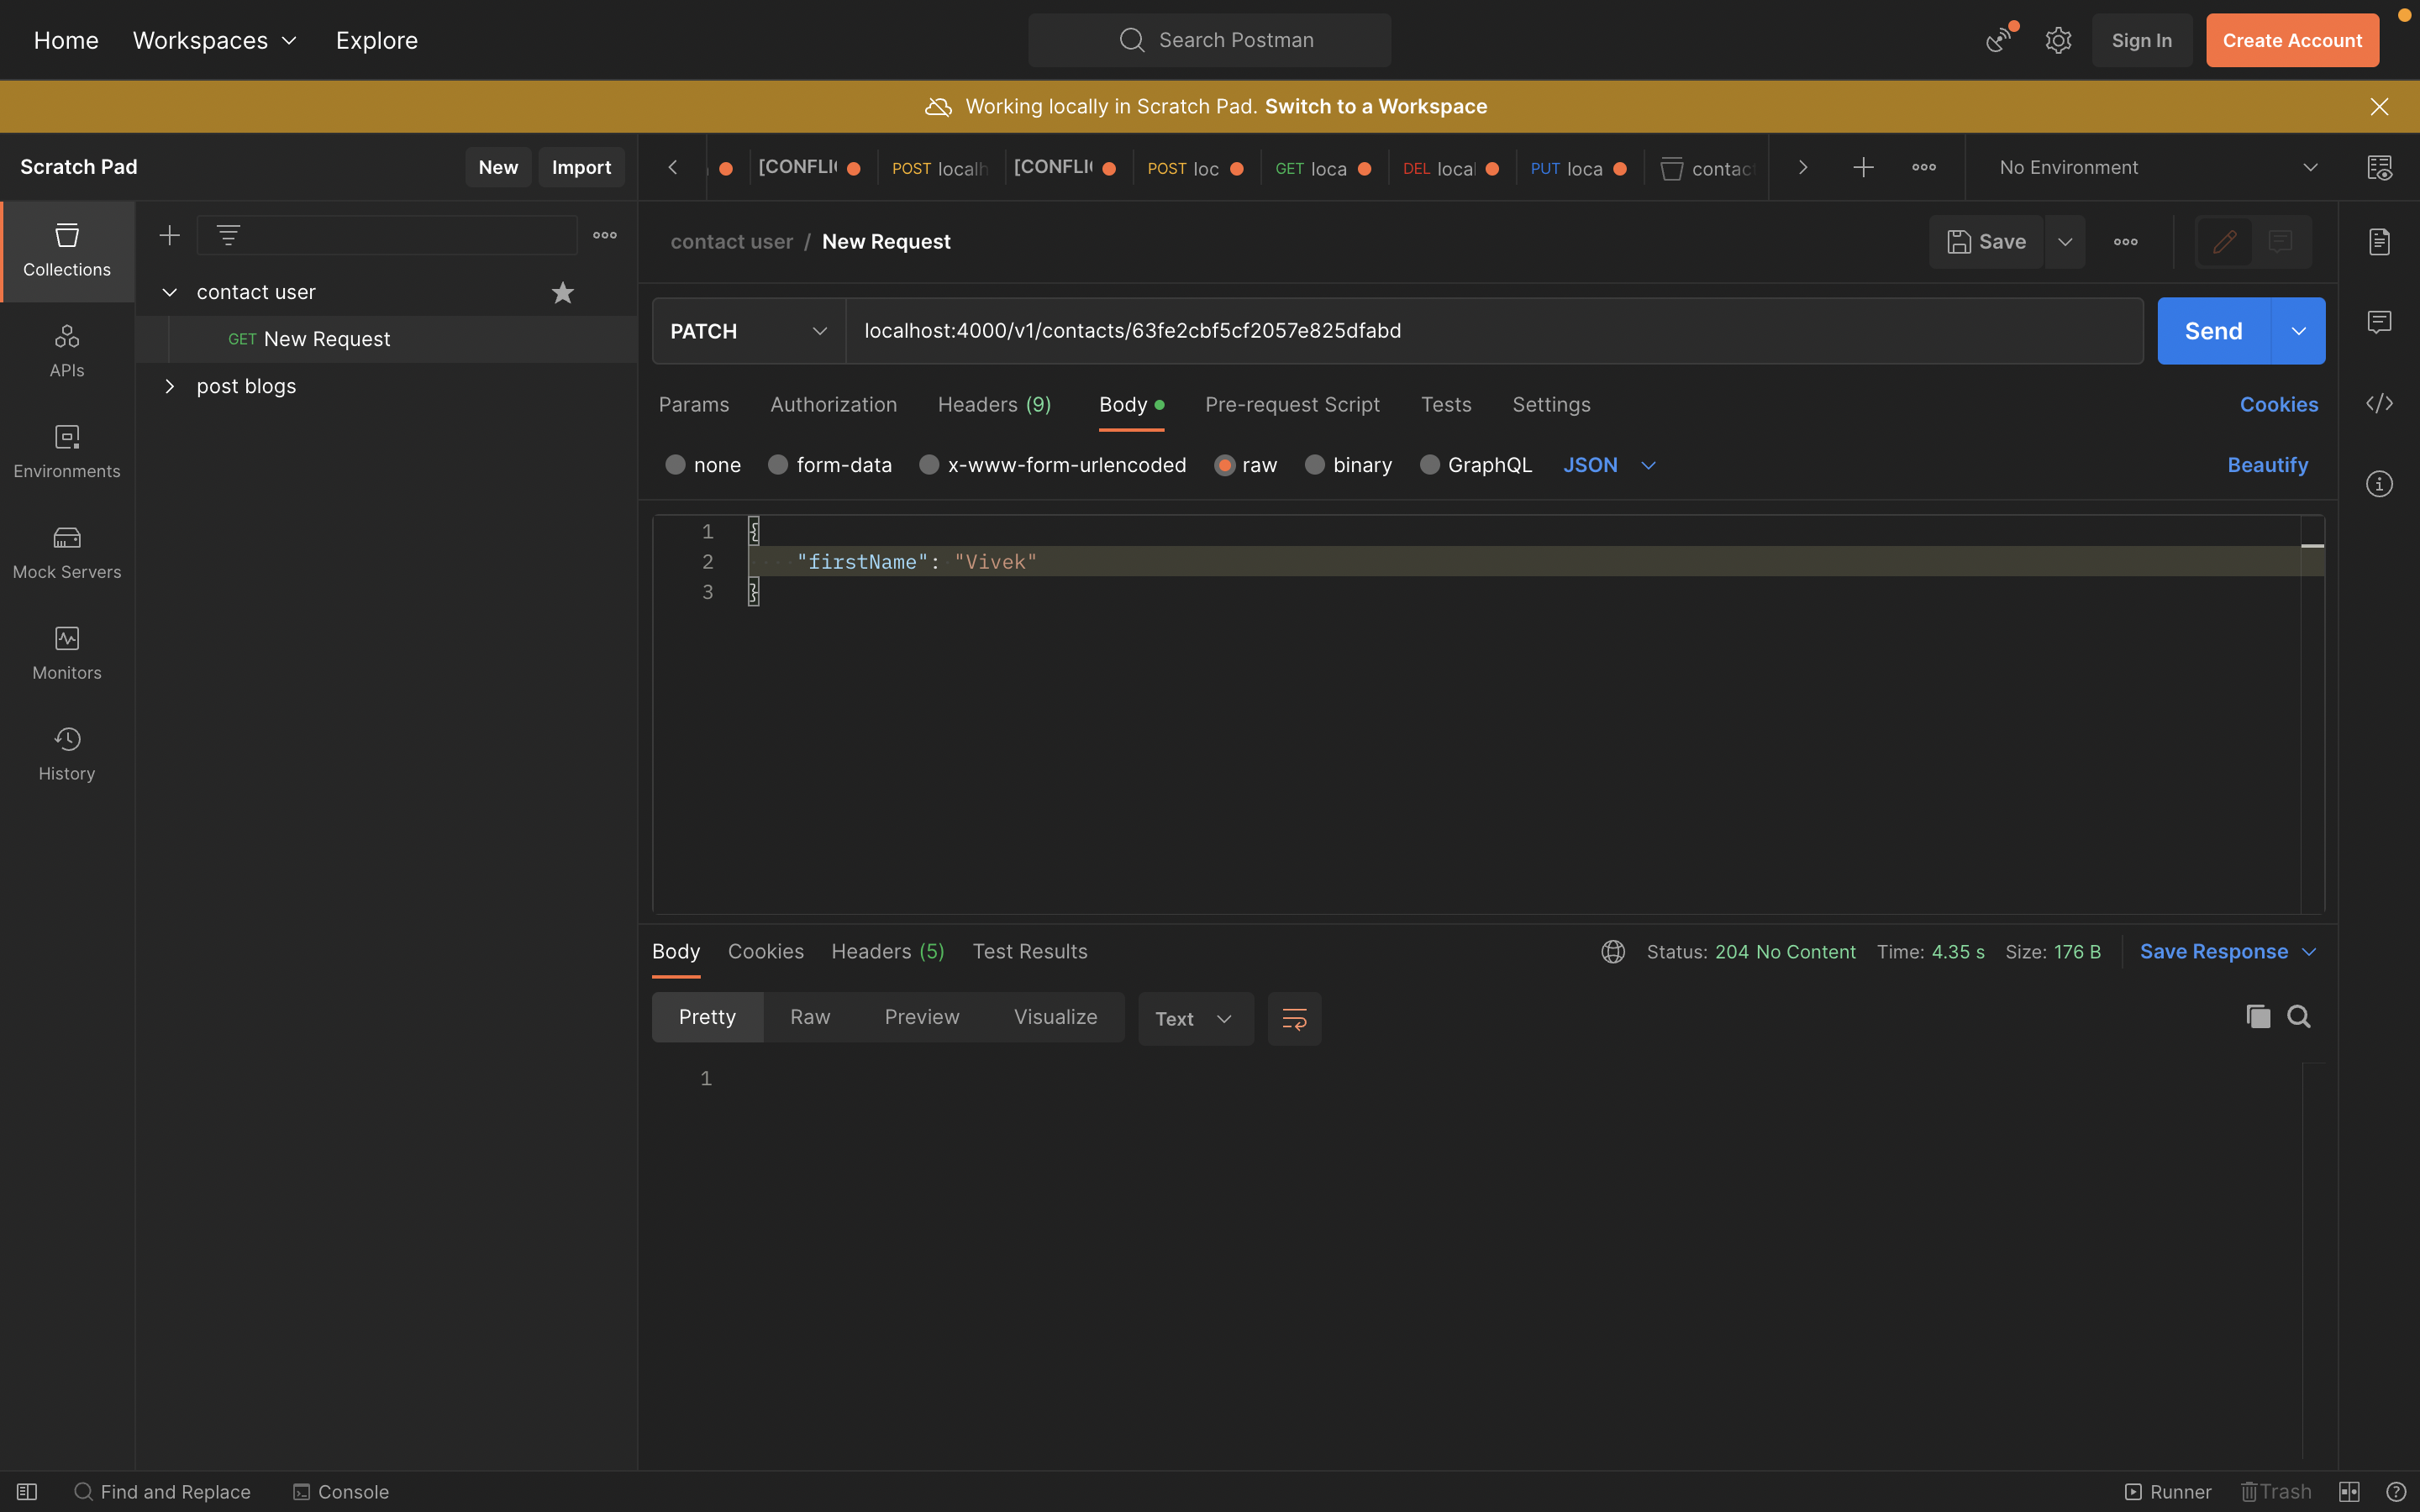 Home Workspaces Explore Search Postman Sign In Create Account
Working locally in Scratch Pad. Switch to a Workspace
Scratch Pad New Import
[CONFLI POST localh [CONFLI POST loc GET loca DEL local PUT loca contac No Environment
Collections
APIs
Environments
Mock Servers
Monitors
History
contact user
GET New Request
post blogs
contact user / New Request Save
PATCH localhost:4000/v1/contacts/63fe2cbf5cf2057e825dfabd Send
Params Authorization Headers (9) Body Pre-request Script Tests Settings Cookies
none form-data x-www-form-urlencoded raw binary GraphQL JSON Beautify
1 {
2 "firstName": "Vivek"
3 }
Body Cookies Headers (5) Test Results Status: 204 No Content Time: 4.35 s Size: 176 B Save Response
Pretty Raw Preview Visualize Text
1
Find and Replace Console Runner Trash